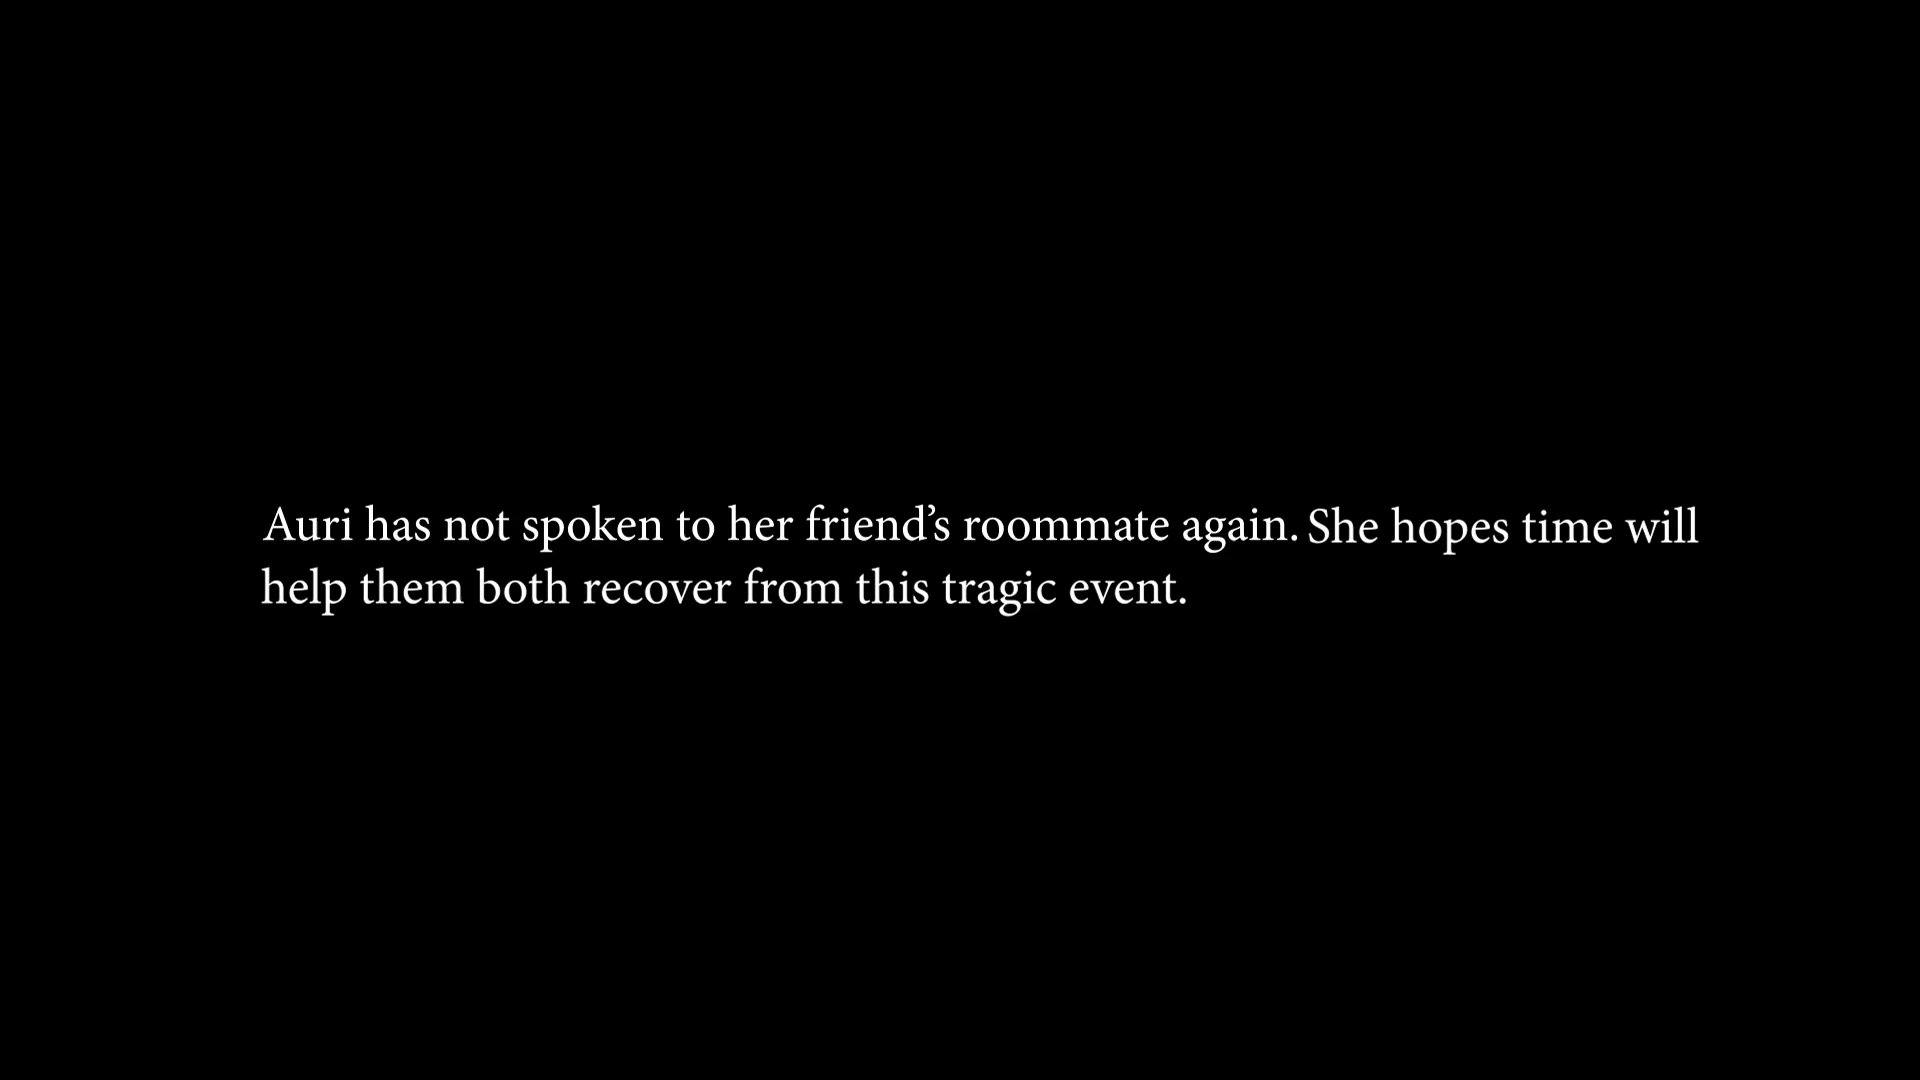 Auri has not spoken to her friend’s roommate again. She hopes time will
help them both recover from this tragic event.